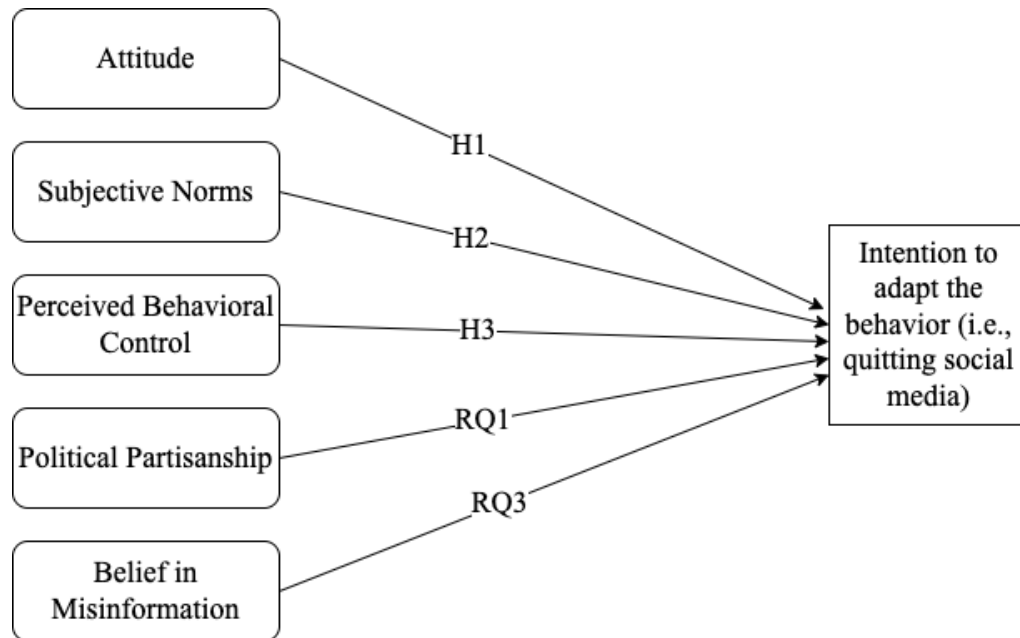 Attitude
H1
Subjective Norms
H2
Perceived Behavioral
Control
H3
Political Partisanship
RQ1
Belief in
Misinformation
RQ3
Intention to
adapt the
behavior (i.e.,
quitting social
media)